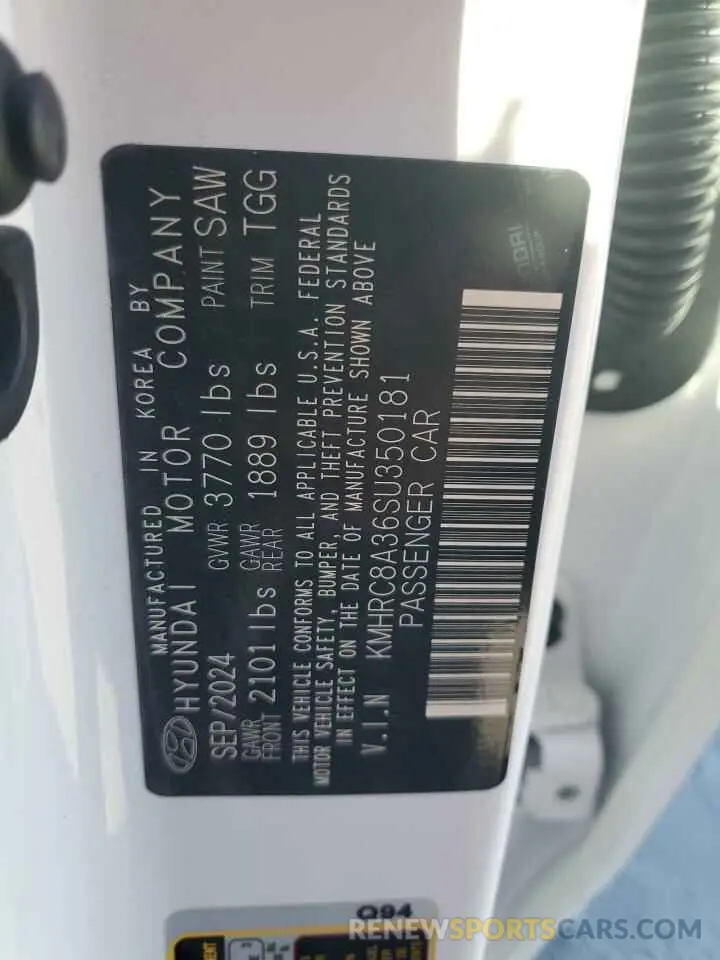 MANUFACTURED IN KOREA BY
HYUNDAI MOTOR COMPANY
SEP/2024 GVWR 3770 lbs PAINT SAW
GAWR FRONT 2101 lbs GAWR REAR 1889 lbs TRIM TGG
THIS VEHICLE CONFORMS TO ALL APPLICABLE U.S.A. FEDERAL
MOTOR VEHICLE SAFETY, BUMPER, AND THEFT PREVENTION STANDARDS
IN EFFECT ON THE DATE OF MANUFACTURE SHOWN ABOVE
V.I.N KMHRC8A36SU350181
PASSENGER CAR
Q94
RENEWSPORTSCARS.COM